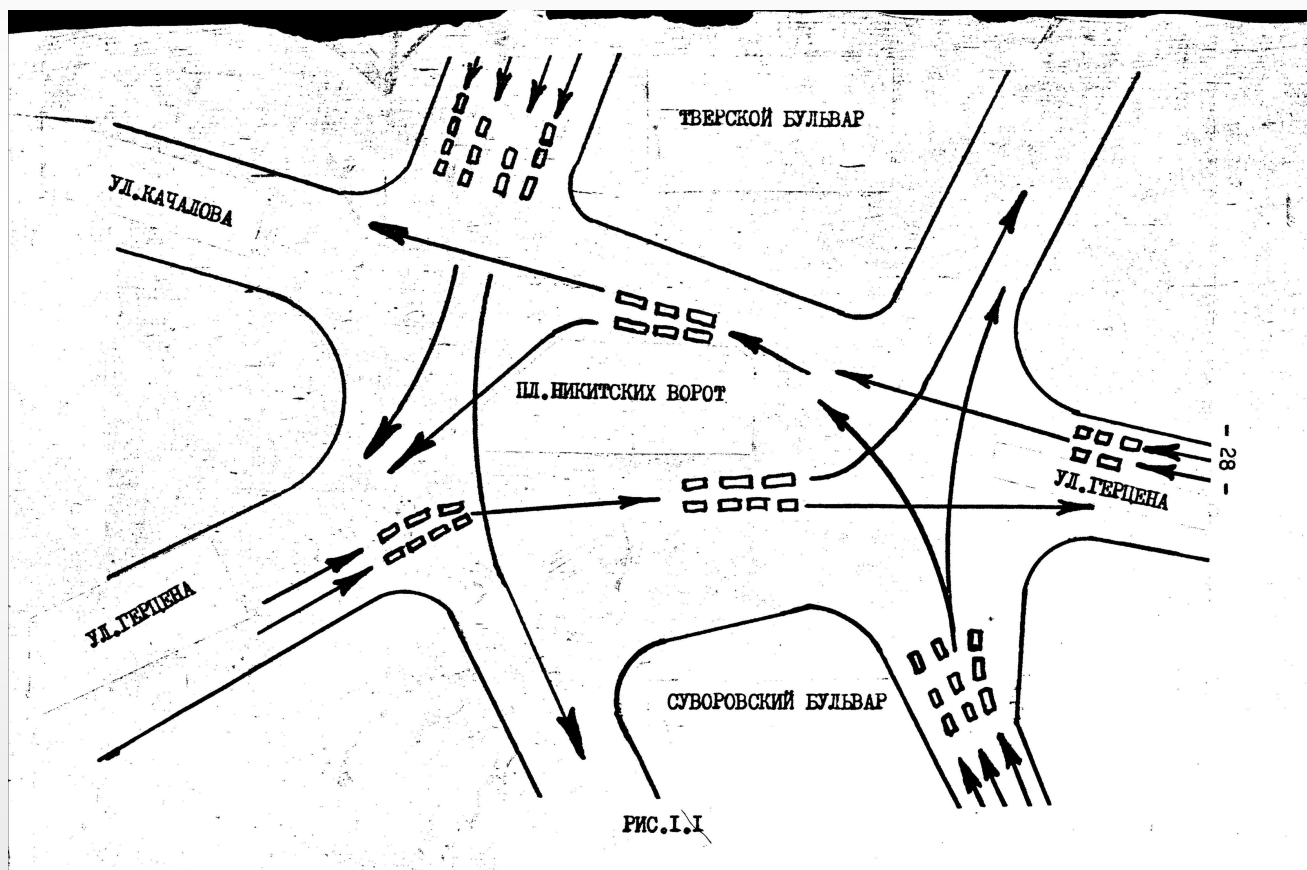 ТВЕРСКОЙ БУЛЬВАР
УЛ.КАЧАЛОВА
ПЛ.НИКИТСКИХ ВОРОТ
- 28 -
УЛ.ГЕРЦЕНА
УЛ.ГЕРЦЕНА
СУВОРОВСКИЙ БУЛЬВАР
РИС.I.I